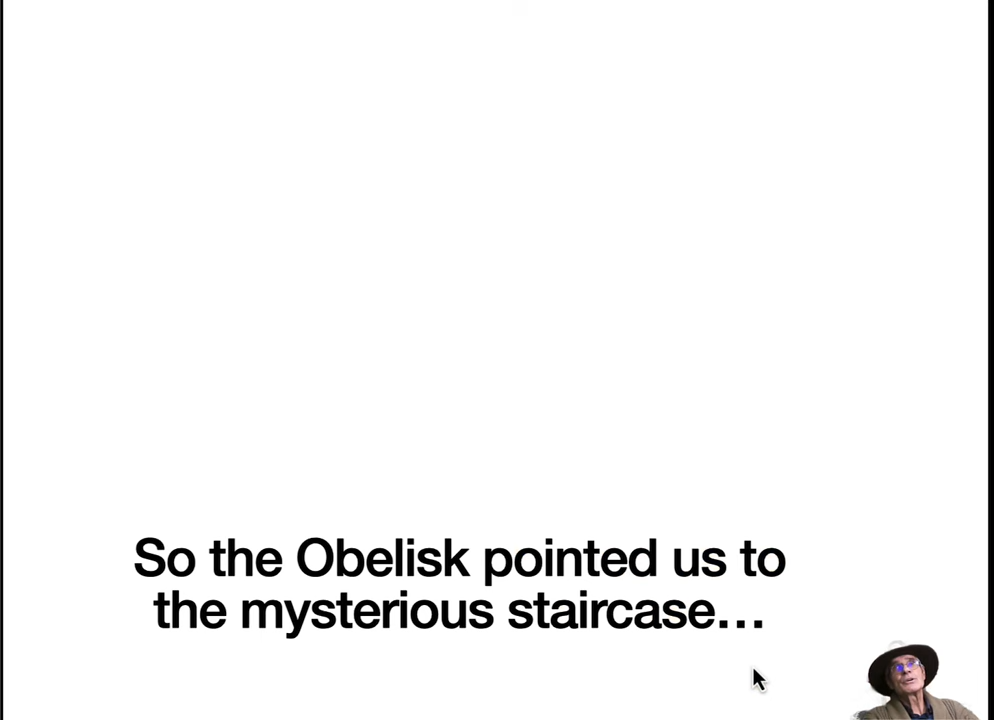 So the Obelisk pointed us to
the mysterious staircase…